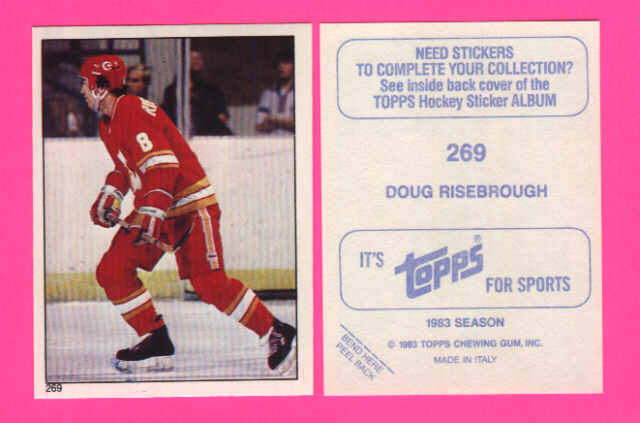 8
269
NEED STICKERS
TO COMPLETE YOUR COLLECTION?
See inside back cover of the
TOPPS Hockey Sticker ALBUM
269
DOUG RISEBROUGH
IT'S TOPPS® FOR SPORTS
1983 SEASON
© 1983 TOPPS CHEWING GUM, INC.
MADE IN ITALY
BEND HERE
PEEL BACK